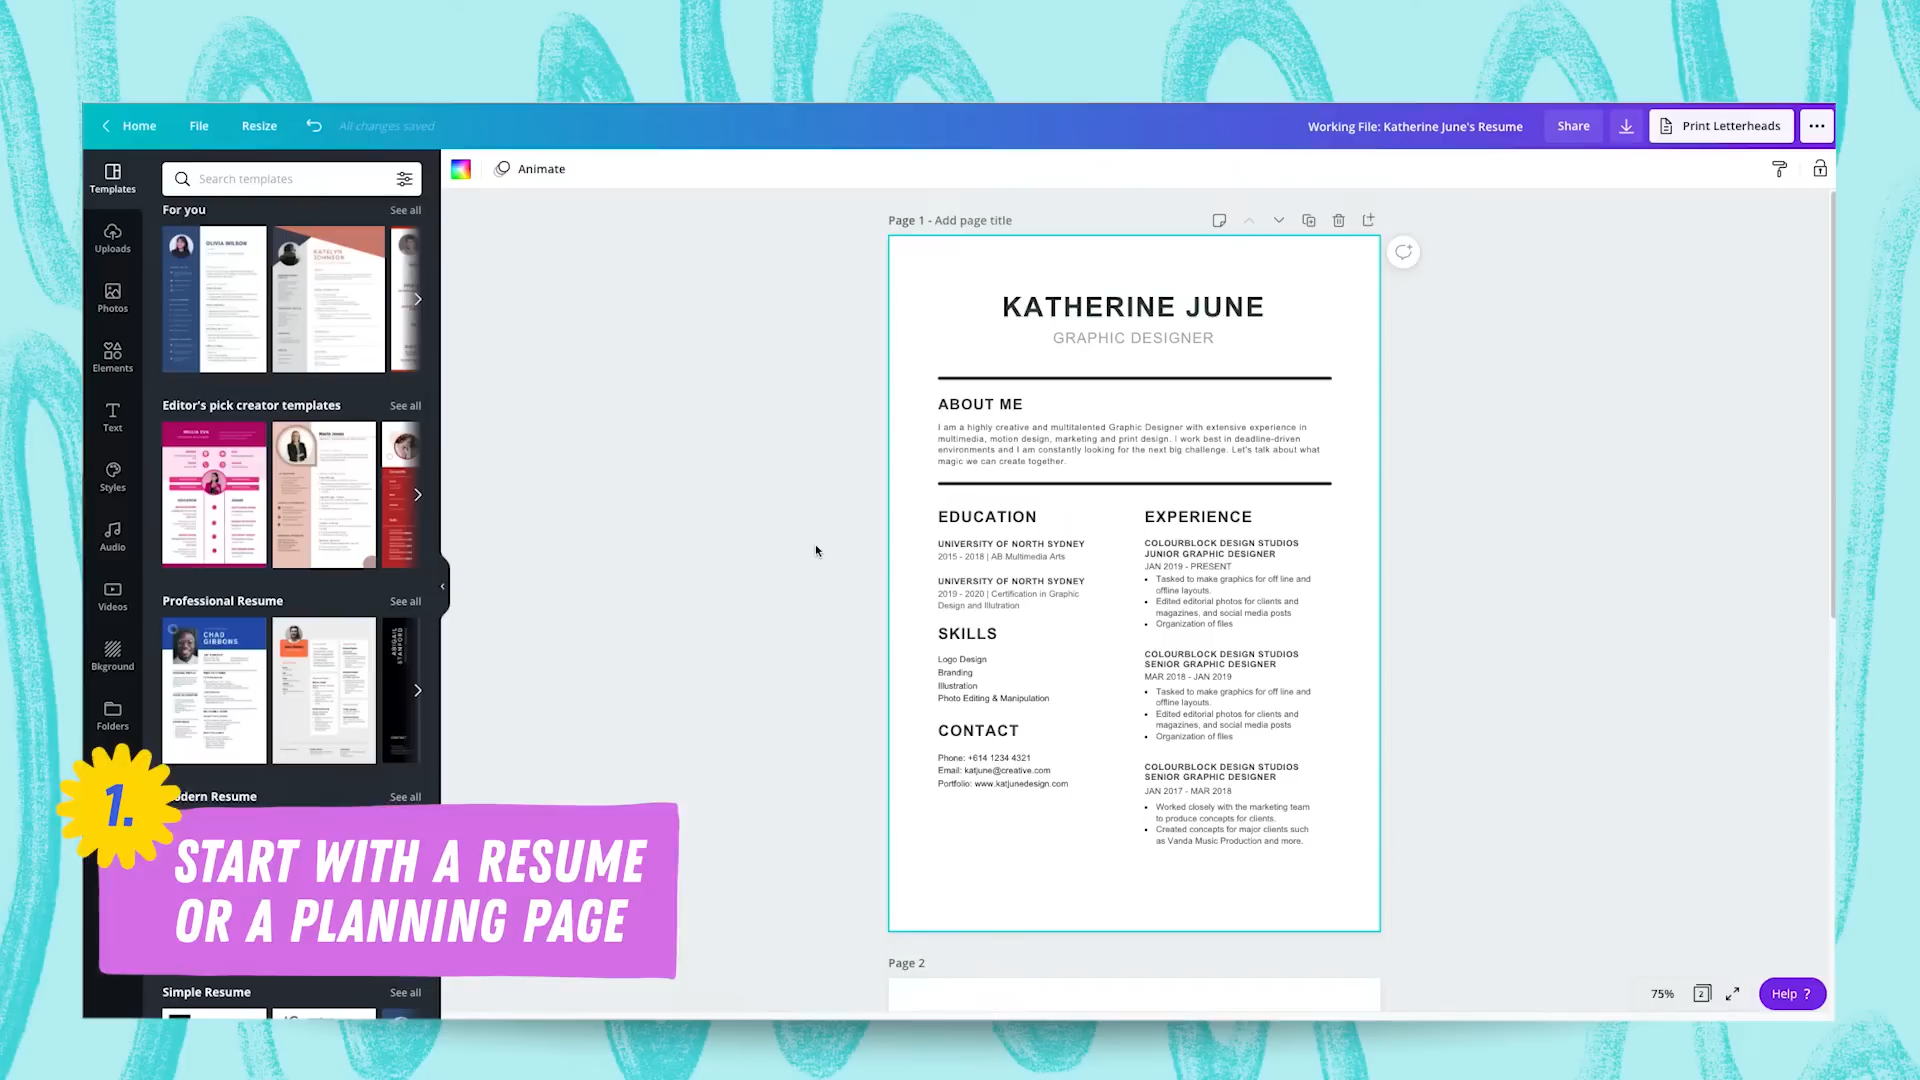 Home
File
Resize
All changes saved
Working File: Katherine June's Resume
Share
Print Letterheads
Templates
Uploads
Photos
Elements
Text
Styles
Audio
Videos
Bkground
Folders
Search templates
For you
See all
OLIVIA WILSON
KATELYN
JOHNSON
Editor's pick creator templates
See all
Professional Resume
See all
CHAD
GIBBONS
ABIGAIL
STANFORD
See all
Simple Resume
See all
1.
START WITH A RESUME
OR A PLANNING PAGE
Animate
Page 1 - Add page title
KATHERINE JUNE
GRAPHIC DESIGNER
ABOUT ME
I am a highly creative and multitalented Graphic Designer with extensive experience in
multimedia, motion design, marketing and print design. I work best in deadline-driven
environments and I am constantly looking for the next big challenge. Let's talk about what
magic we can create together.
EDUCATION
UNIVERSITY OF NORTH SYDNEY
2015 - 2018 | AB Multimedia Arts
UNIVERSITY OF NORTH SYDNEY
2019 - 2020 | Certification in Graphic
Design and Illutration
SKILLS
Logo Design
Branding
Illustration
Photo Editing & Manipulation
CONTACT
Phone: +614 1234 4321
Email: katjune@creative.com
Portfolio: www.katjunedesign.com
EXPERIENCE
COLOURBLOCK DESIGN STUDIOS
JUNIOR GRAPHIC DESIGNER
JAN 2019 - PRESENT
Tasked to make graphics for off line and
offline layouts.
Edited editorial photos for clients and
magazines, and social media posts
Organization of files
COLOURBLOCK DESIGN STUDIOS
SENIOR GRAPHIC DESIGNER
MAR 2018 - JAN 2019
Tasked to make graphics for off line and
offline layouts.
Edited editorial photos for clients and
magazines, and social media posts
Organization of files
COLOURBLOCK DESIGN STUDIOS
SENIOR GRAPHIC DESIGNER
JAN 2017 - MAR 2018
Worked closely with the marketing team
to produce concepts for clients.
Created concepts for major clients such
as Vanda Music Production and more.
Page 2
75%
2
Help ?